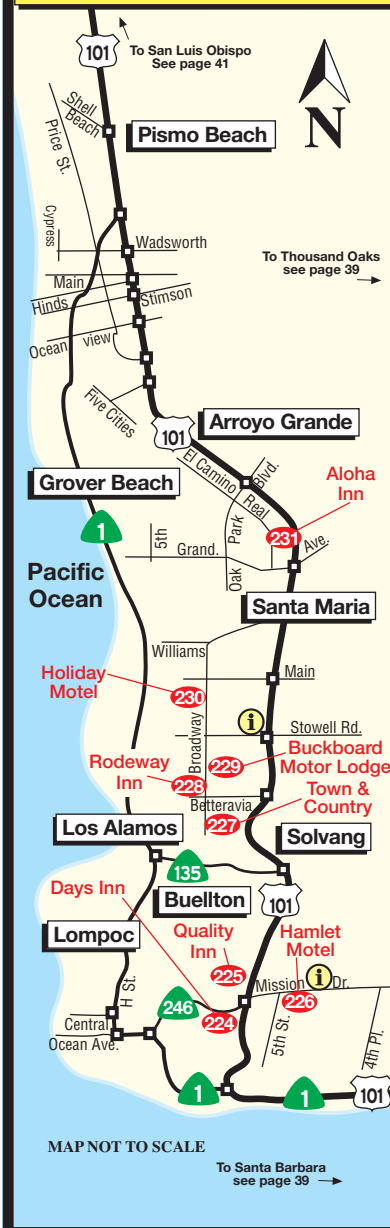 101
To San Luis Obispo
See page 41
N
Shell
Beach
Price St.
Pismo Beach
Cypress
Wadsworth
To Thousand Oaks
see page 39
Main
Hinds
Stimson
Ocean view
Five Cities
101
Arroyo Grande
El Camino Real
Blvd.
Aloha
Inn
Grover Beach
231
1
5th
Park
Grand.
Ave.
Oak
Pacific
Ocean
Santa Maria
Williams
Holiday
Motel
Main
230
Broadway
i
Stowell Rd.
Rodeway
Inn
229
Buckboard
Motor Lodge
228
Betteravia
Town &
Country
227
Los Alamos
Solvang
135
Days Inn
Buellton
101
Lompoc
Quality
Inn
Hamlet
Motel
225
i
Mission Dr.
H St.
246
226
Central
224
Ocean Ave.
5th St.
4th Pl.
1
1
101
MAP NOT TO SCALE
To Santa Barbara
see page 39